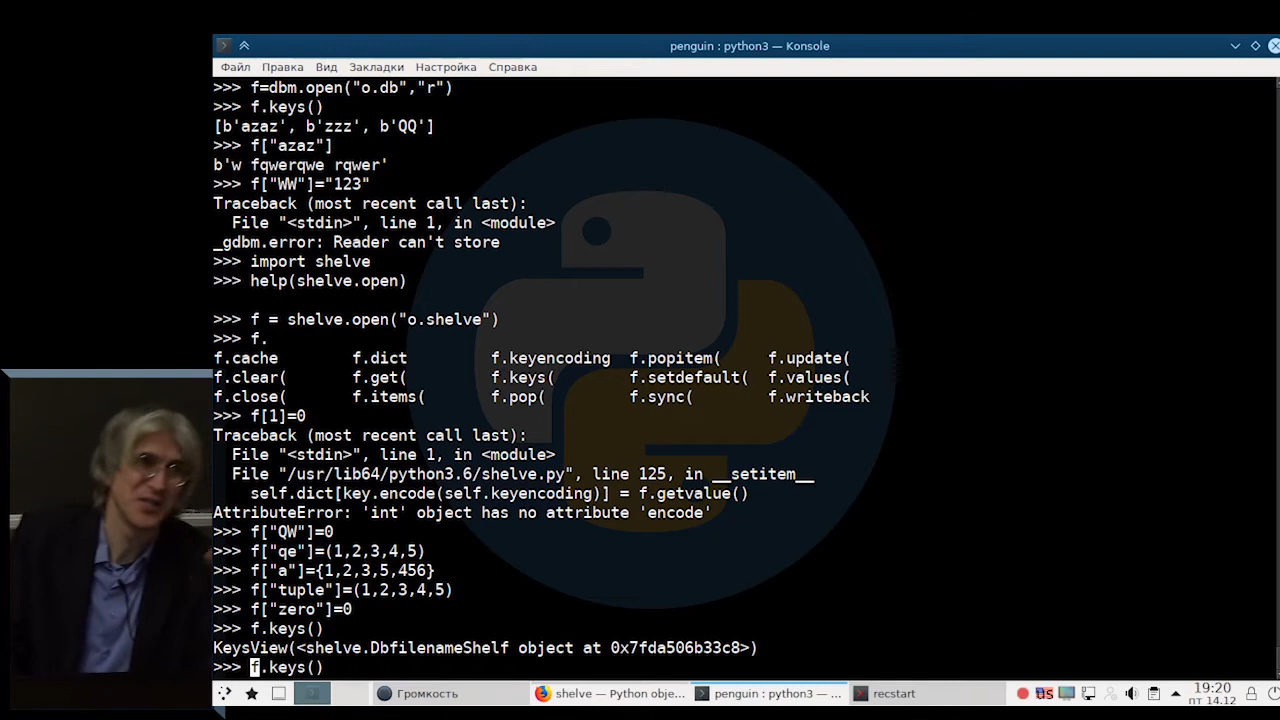 penguin : python3 — Konsole
Файл Правка Вид Закладки Настройка Справка
>>> f=dbm.open("o.db","r")
>>> f.keys()
[b'azaz', b'zzz', b'QQ']
>>> f["azaz"]
b'w fqwerqwe rqwer'
>>> f["WW"]="123"
Traceback (most recent call last):
  File "<stdin>", line 1, in <module>
_gdbm.error: Reader can't store
>>> import shelve
>>> help(shelve.open)
>>> f = shelve.open("o.shelve")
>>> f.
f.cache f.dict f.keyencoding f.popitem( f.update(
f.clear( f.get( f.keys( f.setdefault( f.values(
f.close( f.items( f.pop( f.sync( f.writeback
>>> f[1]=0
Traceback (most recent call last):
  File "<stdin>", line 1, in <module>
  File "/usr/lib64/python3.6/shelve.py", line 125, in __setitem__
    self.dict[key.encode(self.keyencoding)] = f.getvalue()
AttributeError: 'int' object has no attribute 'encode'
>>> f["QW"]=0
>>> f["qe"]=(1,2,3,4,5)
>>> f["a"]={1,2,3,5,456}
>>> f["tuple"]=(1,2,3,4,5)
>>> f["zero"]=0
>>> f.keys()
KeysView(<shelve.DbfilenameShelf object at 0x7fda506b33c8>)
>>> f.keys()
Громкость shelve — Python obje... penguin : python3 — ... recstart us 19:20
пт 14.12